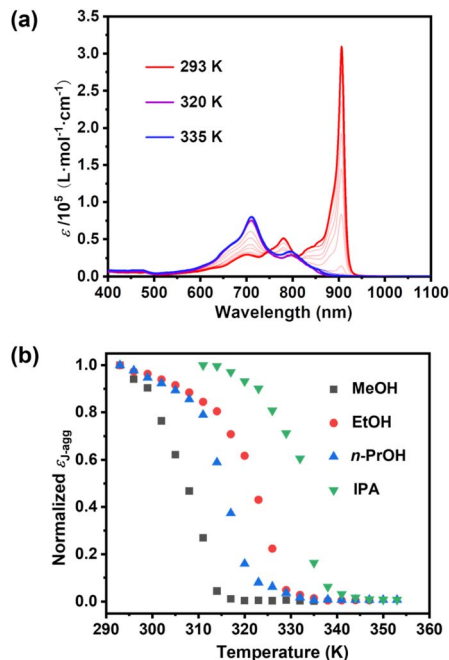 (a)
ε /10⁵ (L·mol⁻¹·cm⁻¹)
3.5
3.0
2.5
2.0
1.5
1.0
0.5
0.0
293 K
320 K
335 K
400 500 600 700 800 900 1000 1100
Wavelength (nm)
(b)
Normalized ε_J-agg
1.0
0.8
0.6
0.4
0.2
0.0
MeOH
EtOH
n-PrOH
IPA
290 300 310 320 330 340 350 360
Temperature (K)